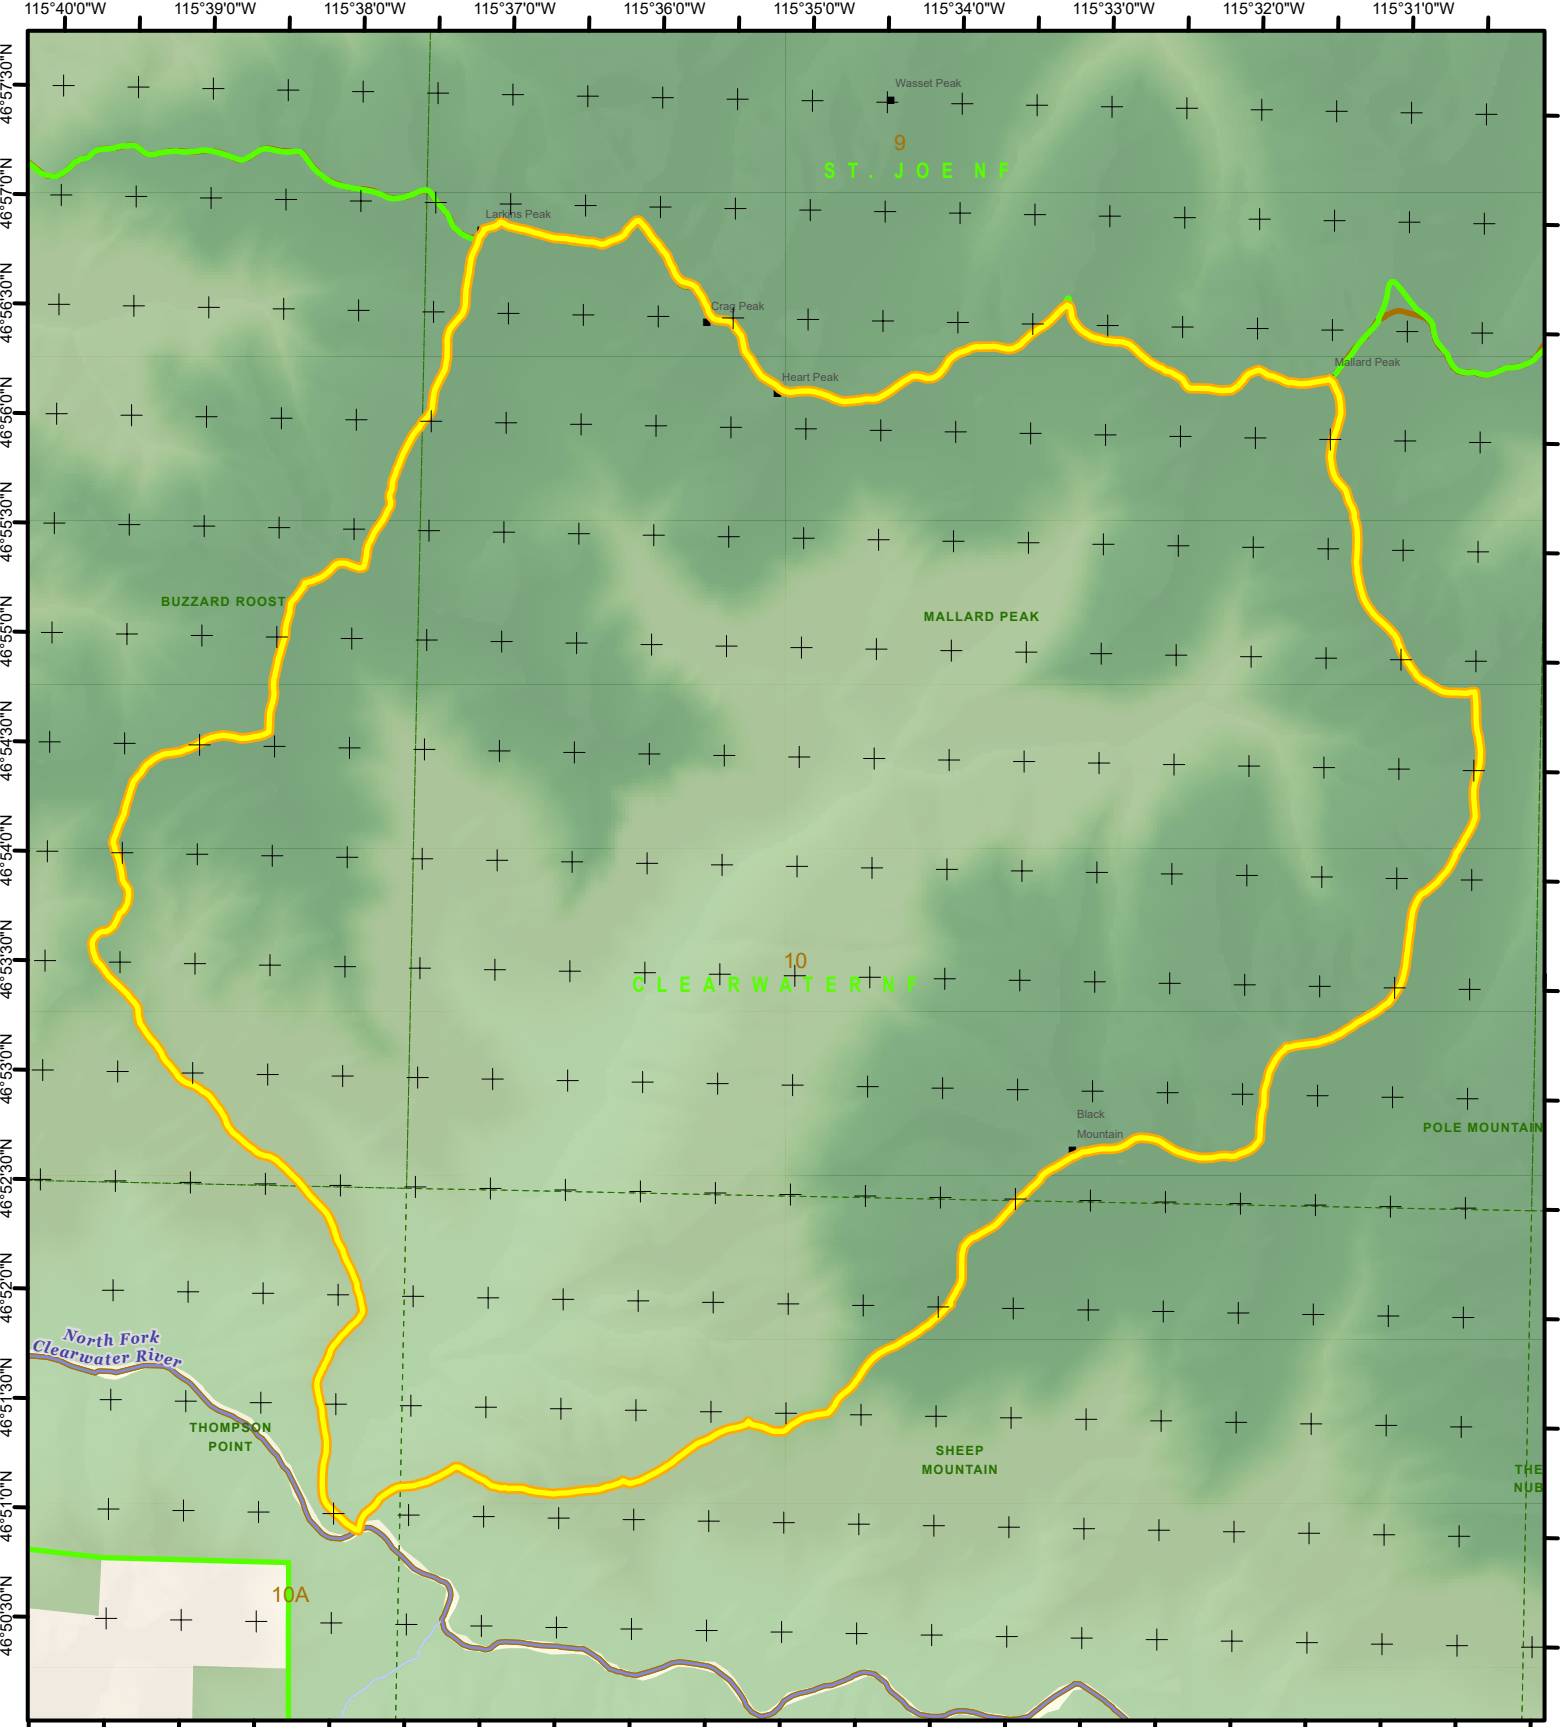 115°40'0"W 115°39'0"W 115°38'0"W 115°37'0"W 115°36'0"W 115°35'0"W 115°34'0"W 115°33'0"W 115°32'0"W 115°31'0"W
46°57'30"N
46°57'0"N
46°56'30"N
46°56'0"N
46°55'30"N
46°55'0"N
46°54'30"N
46°54'0"N
46°53'30"N
46°53'0"N
46°52'30"N
46°52'0"N
46°51'30"N
46°51'0"N
46°50'30"N
Wasset Peak
9
ST. JOE NF
Larkins Peak
Crag Peak
Mallard Peak
Heart Peak
BUZZARD ROOST
MALLARD PEAK
10
CLEARWATER NF
Black
Mountain
POLE MOUNTAIN
North Fork
Clearwater River
THOMPSON
POINT
SHEEP
MOUNTAIN
THE
NUB
10A